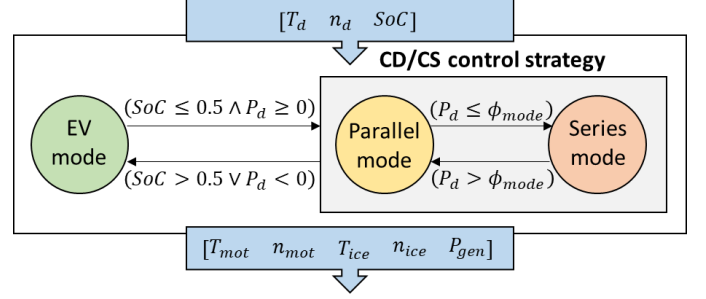 [T_d n_d SoC]
CD/CS control strategy
EV
mode
(SoC ≤ 0.5 ∧ P_d ≥ 0)
(SoC > 0.5 ∨ P_d < 0)
Parallel
mode
(P_d ≤ ϕ_mode)
(P_d > ϕ_mode)
Series
mode
[T_mot n_mot T_ice n_ice P_gen]